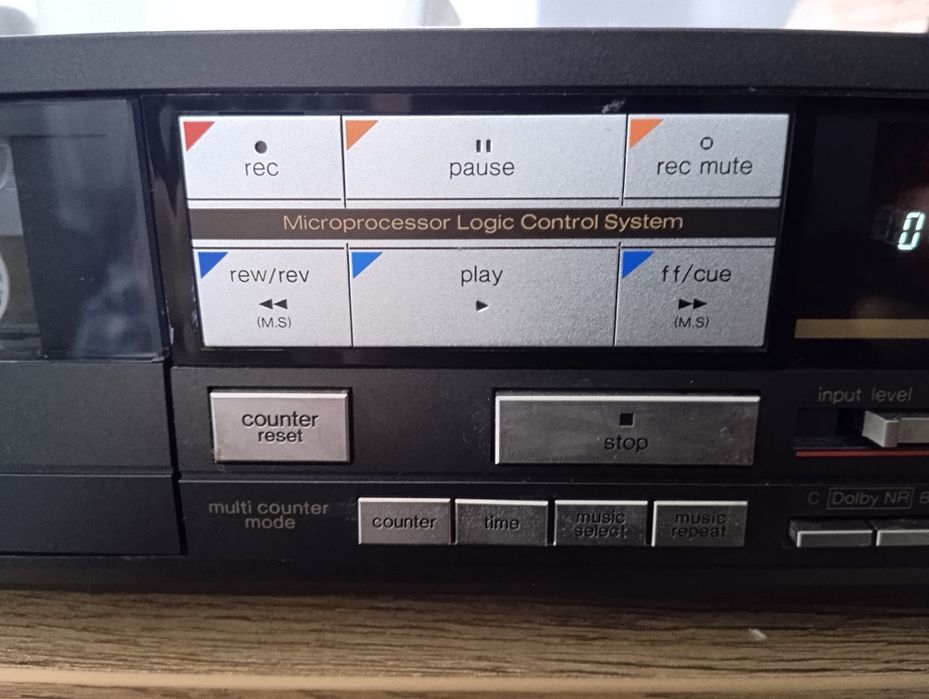 rec
pause
rec mute
Microprocessor Logic Control System
rew/rev
(M.S)
play
ff/cue
(M.S)
0
counter
reset
stop
input level
multi counter
mode
counter
time
music
select
music
repeat
C Dolby NR B